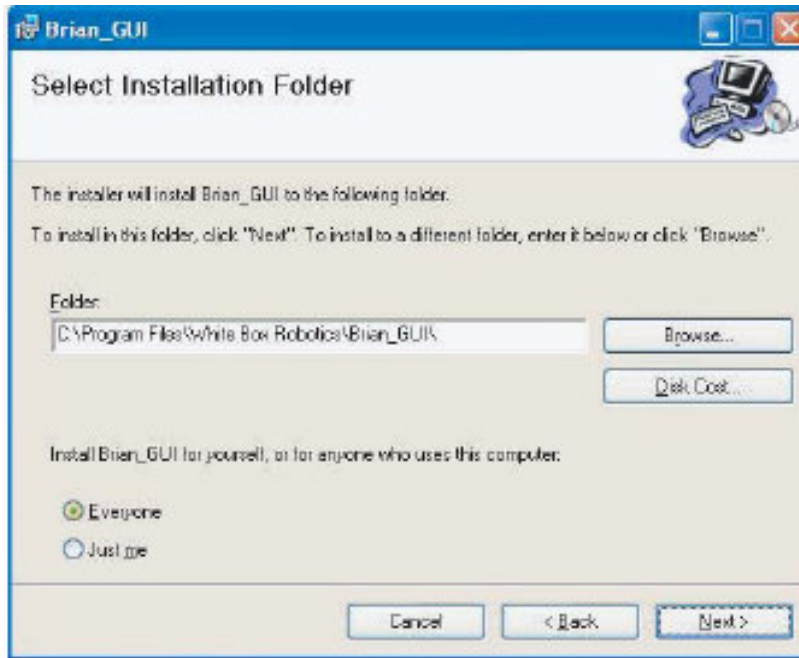 Brian_GUI
Select Installation Folder
The installer will install Brian_GUI to the following folder.
To install in this folder, click "Next". To install to a different folder, enter it below or click "Browse".
Folder:
C:\Program Files\White Box Robotics\Brian_GUI\
Browse...
Disk Cost...
Install Brian_GUI for yourself, or for anyone who uses this computer:
Everyone
Just me
Cancel
< Back
Next >